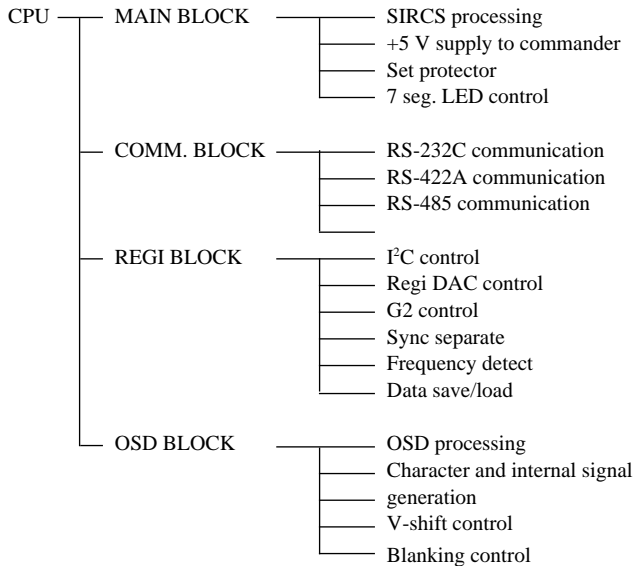 CPU MAIN BLOCK SIRCS processing
+5 V supply to commander
Set protector
7 seg. LED control
COMM. BLOCK RS-232C communication
RS-422A communication
RS-485 communication
REGI BLOCK I²C control
Regi DAC control
G2 control
Sync separate
Frequency detect
Data save/load
OSD BLOCK OSD processing
Character and internal signal
generation
V-shift control
Blanking control